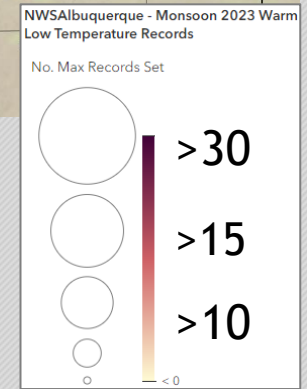 NWSAlbuquerque - Monsoon 2023 Warm
Low Temperature Records
No. Max Records Set
>30
>15
>10
< 0